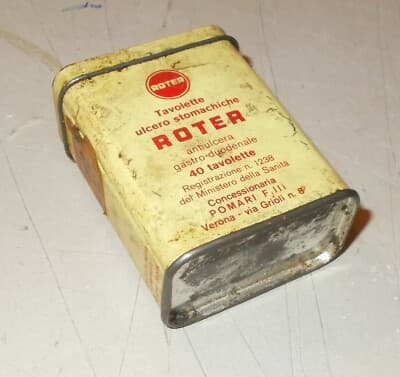 ROTER
Tavolette
ulcero stomachiche
ROTER
antiulcera
gastro-duodenale
40 tavolette
Registrazione n. 1238
del Ministero della Sanità
Concessionaria
POMARI F.lli
Verona - via Grioli n. 8